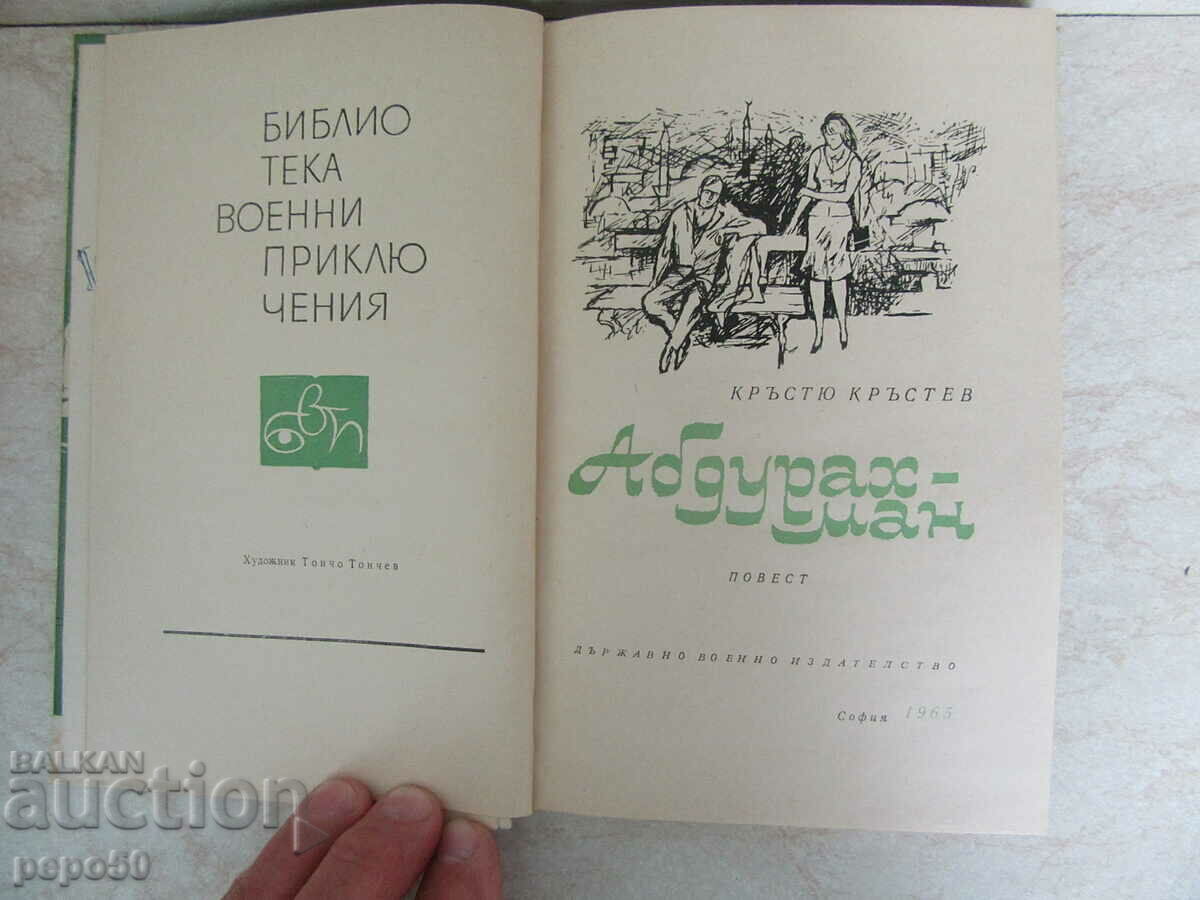 БИБЛИО
ТЕКА
ВОЕННИ
ПРИКЛЮ
ЧЕНИЯ
бвп
Художник Тончо Тончев
КРЪСТЮ КРЪСТЕВ
Абдурах-
ман
ПОВЕСТ
ДЪРЖАВНО ВОЕННО ИЗДАТЕЛСТВО
София 1965
BALKAN
auction
pepo50